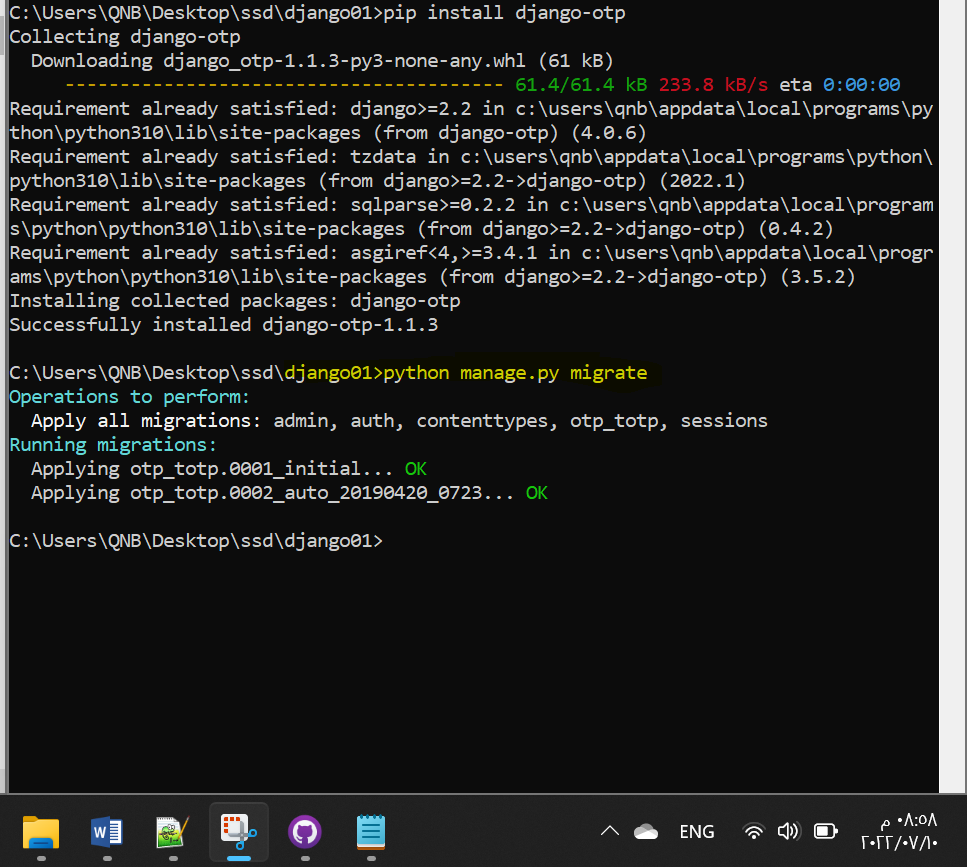 C:\Users\QNB\Desktop\ssd\django01>pip install django-otp
Collecting django-otp
  Downloading django_otp-1.1.3-py3-none-any.whl (61 kB)
     ---------------------------------------- 61.4/61.4 kB 233.8 kB/s eta 0:00:00
Requirement already satisfied: django>=2.2 in c:\users\qnb\appdata\local\programs\py
thon\python310\lib\site-packages (from django-otp) (4.0.6)
Requirement already satisfied: tzdata in c:\users\qnb\appdata\local\programs\python\
python310\lib\site-packages (from django>=2.2->django-otp) (2022.1)
Requirement already satisfied: sqlparse>=0.2.2 in c:\users\qnb\appdata\local\program
s\python\python310\lib\site-packages (from django>=2.2->django-otp) (0.4.2)
Requirement already satisfied: asgiref<4,>=3.4.1 in c:\users\qnb\appdata\local\progr
ams\python\python310\lib\site-packages (from django>=2.2->django-otp) (3.5.2)
Installing collected packages: django-otp
Successfully installed django-otp-1.1.3
C:\Users\QNB\Desktop\ssd\django01>python manage.py migrate
Operations to perform:
  Apply all migrations: admin, auth, contenttypes, otp_totp, sessions
Running migrations:
  Applying otp_totp.0001_initial... OK
  Applying otp_totp.0002_auto_20190420_0723... OK
C:\Users\QNB\Desktop\ssd\django01>
W
ENG
٠٨:٥٨ م
٢٠٢٢/٠٧/١٠